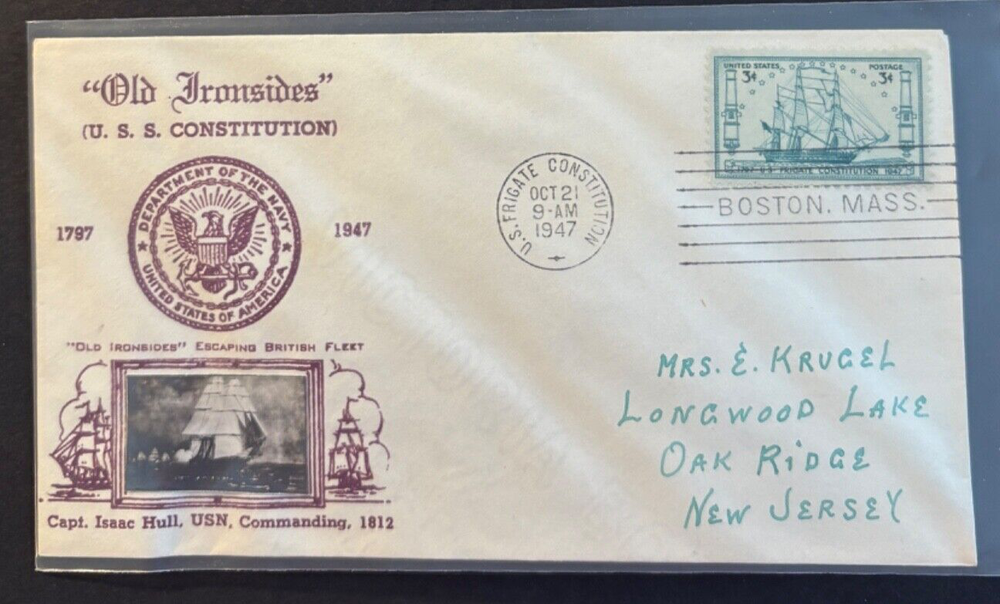 “Old Ironsides”
(U. S. S. CONSTITUTION)
DEPARTMENT OF THE NAVY
UNITED STATES OF AMERICA
1797
1947
"OLD IRONSIDES" ESCAPING BRITISH FLEET
Capt. Isaac Hull, USN, Commanding, 1812
U.S. FRIGATE CONSTITUTION
OCT 21
9-AM
1947
UNITED STATES
POSTAGE
3¢
3¢
1797 U·S· FRIGATE CONSTITUTION 1947
BOSTON, MASS.
MRS. E. KRUGEL
LONGWOOD LAKE
OAK RIDGE
NEW JERSEY